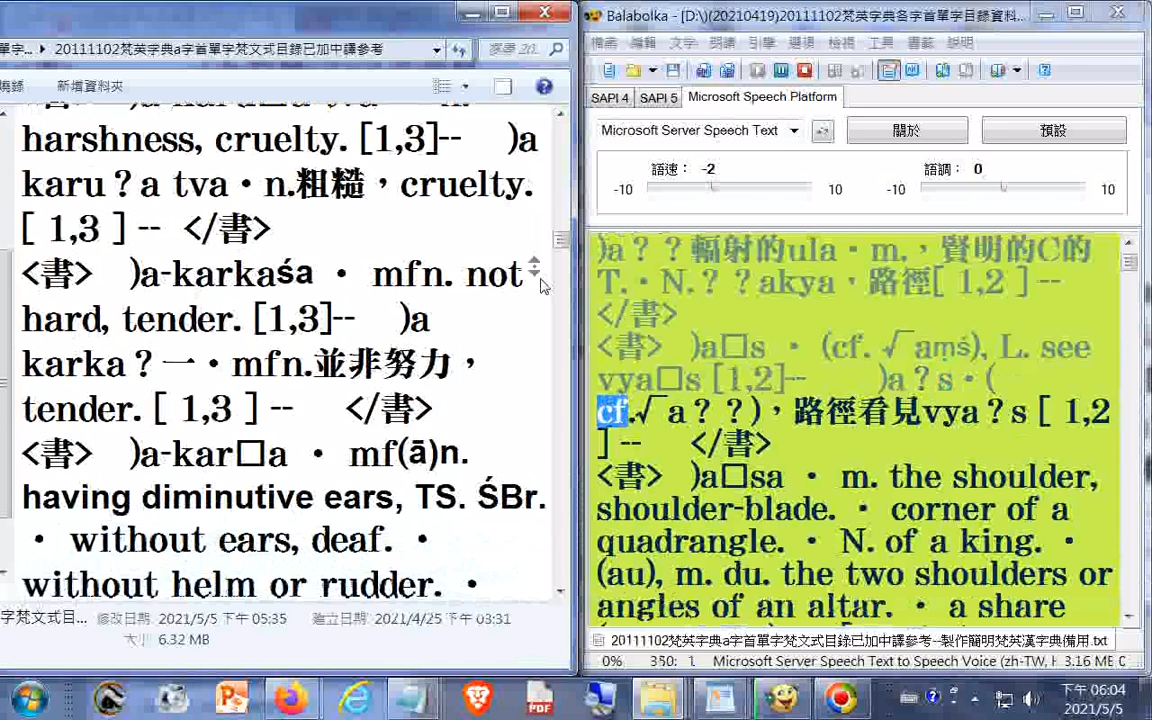 單字... ▸ 20111102梵英字典a字首單字梵文式目錄已加中譯參考
新增資料夾
harshness, cruelty. [1,3]-- )a
karu？a tva‧n.粗糙，cruelty.
[ 1,3 ] -- </書>
<書> )a-karkaśa ‧ mfn. not
hard, tender. [1,3]-- )a
karka？一‧mfn.並非努力，
tender. [ 1,3 ] -- </書>
<書> )a-kar□a ‧ mf(ā)n.
having diminutive ears, TS. ŚBr.
‧ without ears, deaf. ‧
without helm or rudder. ‧
字梵文式目... 修改日期: 2021/5/5 下午 05:35 建立日期: 2021/4/25 下午 03:31
大小: 6.32 MB
Balabolka - [D:\)(20210419)20111102梵英字典各字首單字目錄資料...
檔案 編輯 文字 朗讀 引擎 選項 檢視 工具 書籤 說明
SAPI 4 SAPI 5 Microsoft Speech Platform
Microsoft Server Speech Text 關於 預設
語速： -2 語調： 0
-10 10 -10 10
)a？？輻射的ula‧m.，賢明的C的
T.‧N.？？akya，路徑[ 1,2 ] --
</書>
<書> )a□s ‧ (cf. √aṃś), L. see
vya□s [1,2]-- )a？s‧(
cf.√a？？)，路徑看見vya？s [ 1,2
] -- </書>
<書> )a□sa ‧ m. the shoulder,
shoulder-blade. ‧ corner of a
quadrangle. ‧ N. of a king. ‧
(au), m. du. the two shoulders or
angles of an altar. ‧ a share
20111102梵英字典a字首單字梵文式目錄已加中譯參考--製作簡明梵英漢字典備用.txt
0% 350: 1 Microsoft Server Speech Text to Speech Voice (zh-TW, H 3.16 MB C
下午 06:04
2021/5/5